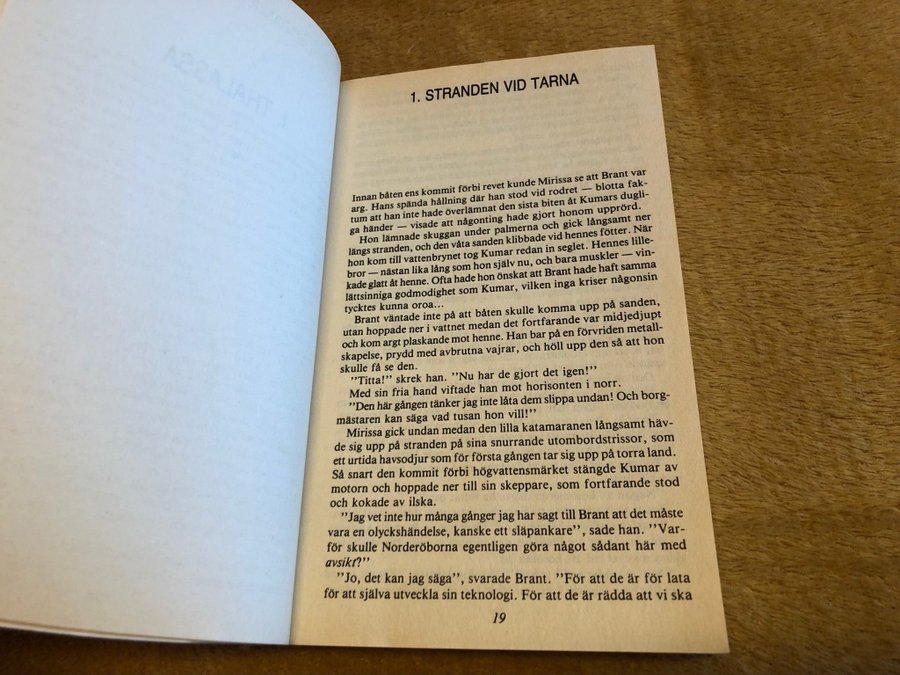 THALASSA
1. STRANDEN VID TARNA
Innan båten ens kommit förbi revet kunde Mirissa se att Brant var
arg. Hans spända hållning där han stod vid rodret — blotta fak-
tum att han inte hade överlämnat den sista biten åt Kumars dugli-
ga händer — visade att någonting hade gjort honom upprörd.
Hon lämnade skuggan under palmerna och gick långsamt ner
längs stranden, och den våta sanden klibbade vid hennes fötter. När
hon kom till vattenbrynet tog Kumar redan in seglet. Hennes lille-
bror — nästan lika lång som hon själv nu, och bara muskler — vin-
kade glatt åt henne. Ofta hade hon önskat att Brant hade haft samma
lättsinniga godmodighet som Kumar, vilken inga kriser någonsin
tycktes kunna oroa...
Brant väntade inte på att båten skulle komma upp på sanden,
utan hoppade ner i vattnet medan det fortfarande var midjedjupt
och kom argt plaskande mot henne. Han bar på en förvriden metall-
skapelse, prydd med avbrutna vajrar, och höll upp den så att hon
skulle få se den.
"Titta!" skrek han. "Nu har de gjort det igen!"
Med sin fria hand viftade han mot horisonten i norr.
"Den här gången tänker jag inte låta dem slippa undan! Och borg-
mästaren kan säga vad tusan hon vill!"
Mirissa gick undan medan den lilla katamaranen långsamt häv-
de sig upp på stranden på sina snurrande utombordstrissor, som
ett urtida havsodjur som för första gången tar sig upp på torra land.
Så snart den kommit förbi högvattensmärket stängde Kumar av
motorn och hoppade ner till sin skeppare, som fortfarande stod
och kokade av ilska.
"Jag vet inte hur många gånger jag har sagt till Brant att det måste
vara en olyckshändelse, kanske ett släpankare", sade han. "Var-
för skulle Norderöborna egentligen göra något sådant här med
avsikt?"
"Jo, det kan jag säga", svarade Brant. "För att de är för lata
för att själva utveckla sin teknologi. För att de är rädda att vi ska
19